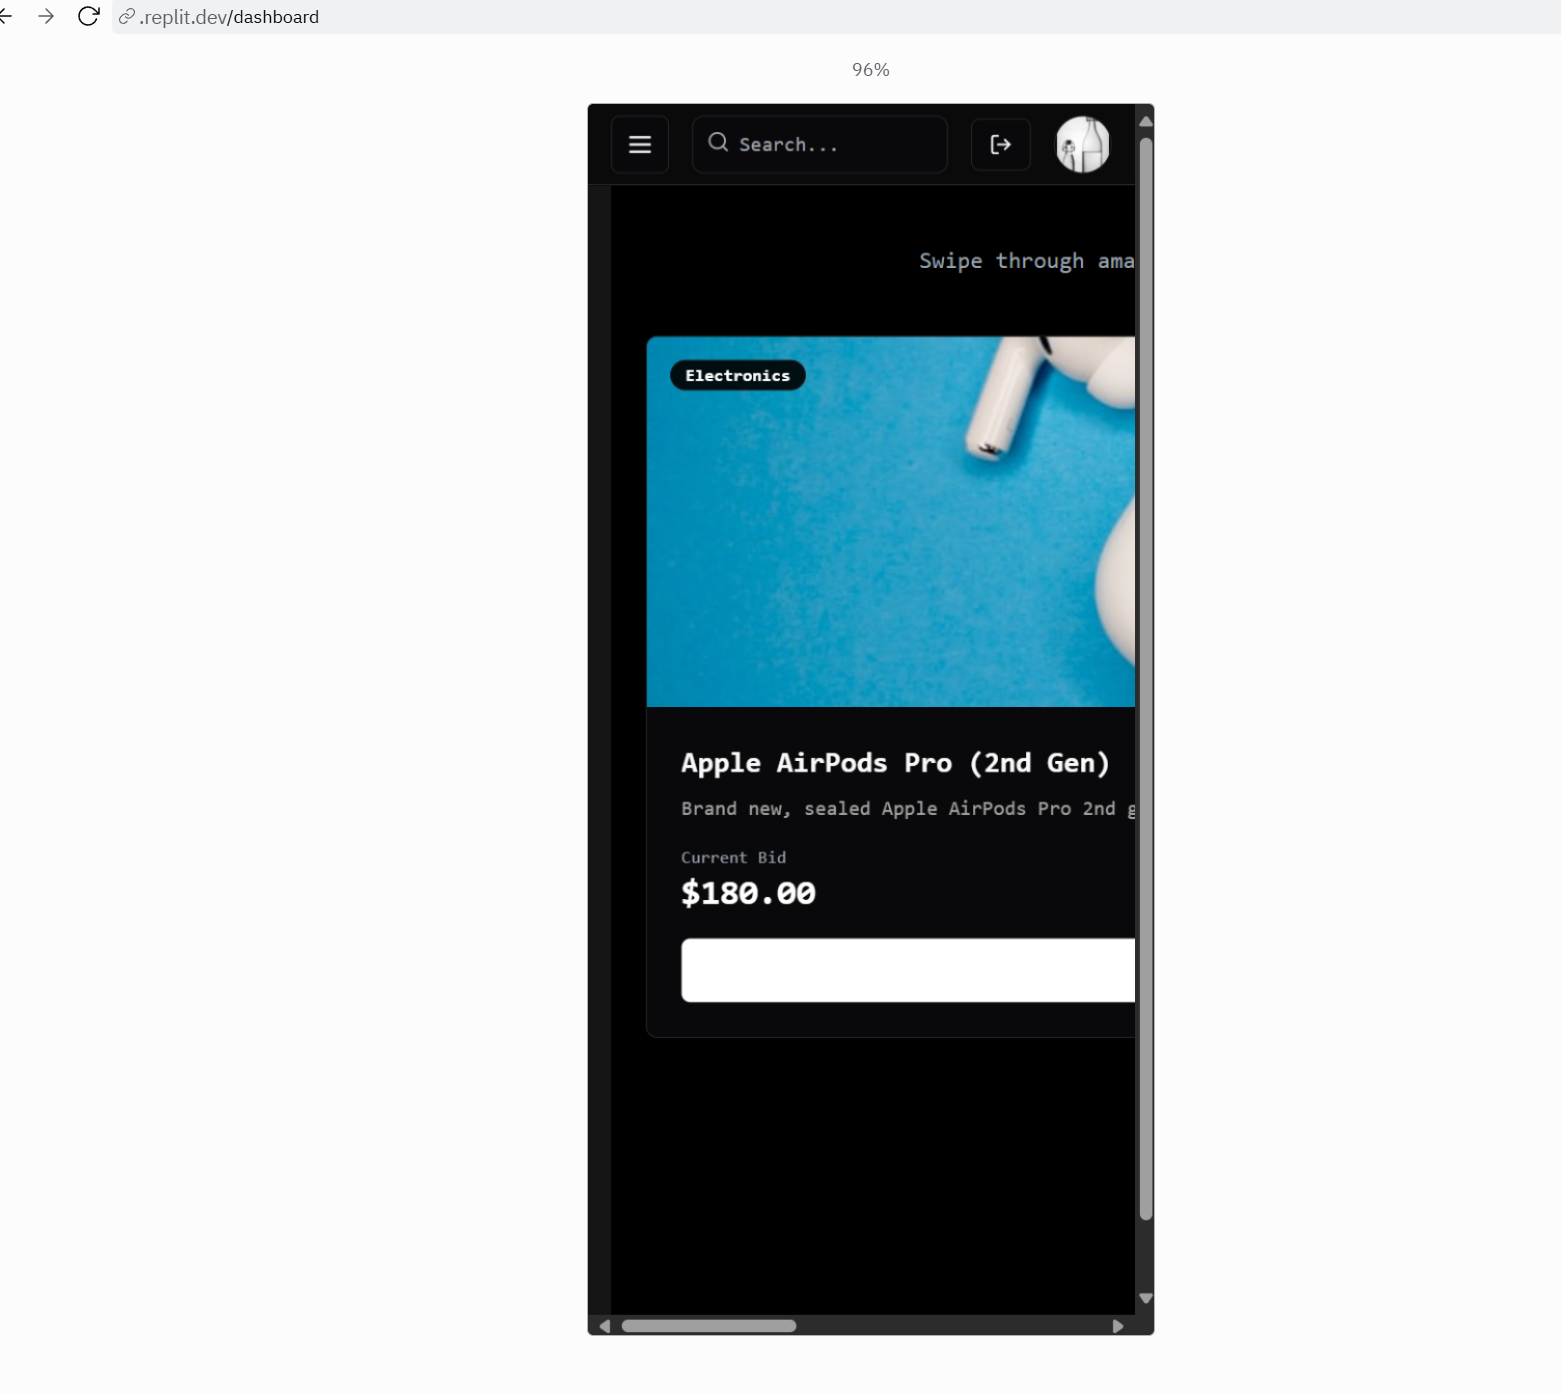 .replit.dev/dashboard
96%
Search...
Swipe through ama
Electronics
Apple AirPods Pro (2nd Gen)
Brand new, sealed Apple AirPods Pro 2nd g
Current Bid
$180.00